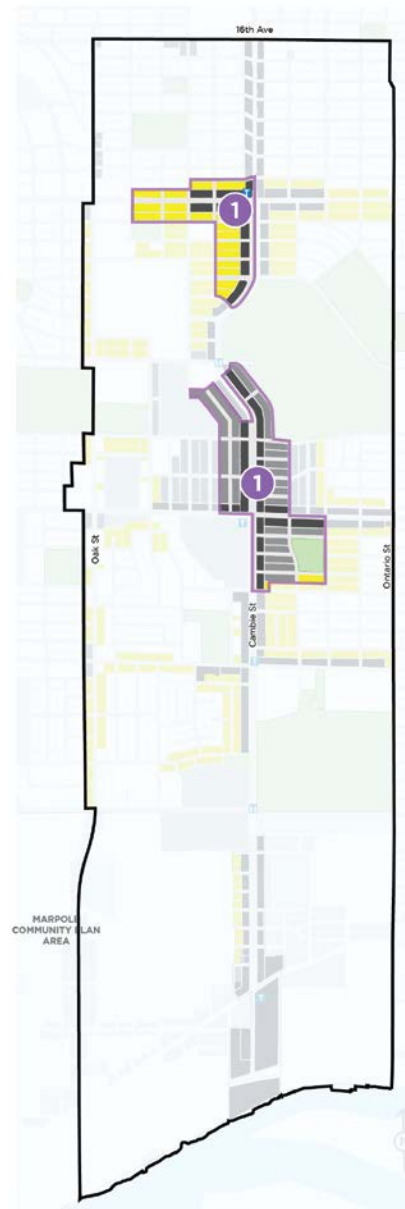 16th Ave
1
1
Oak St
Cambie St
Ontario St
MARPOLE
COMMUNITY PLAN
AREA
N